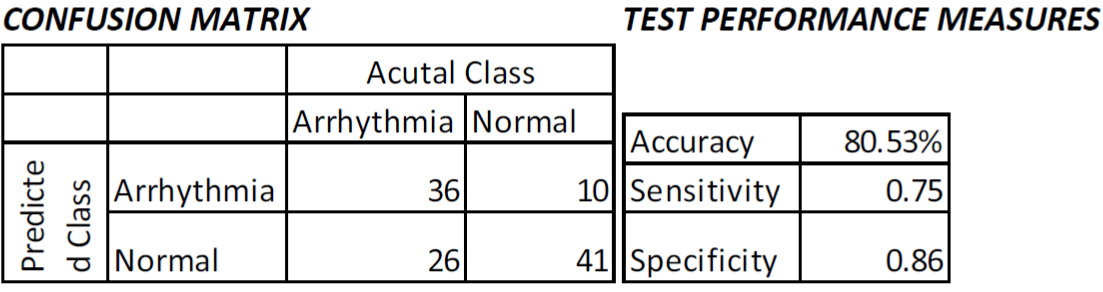 CONFUSION MATRIX TEST PERFORMANCE MEASURES
Acutal Class
Arrhythmia Normal
Accuracy 80.53%
Predicte
d Class
Arrhythmia 36 10 Sensitivity 0.75
Normal 26 41 Specificity 0.86